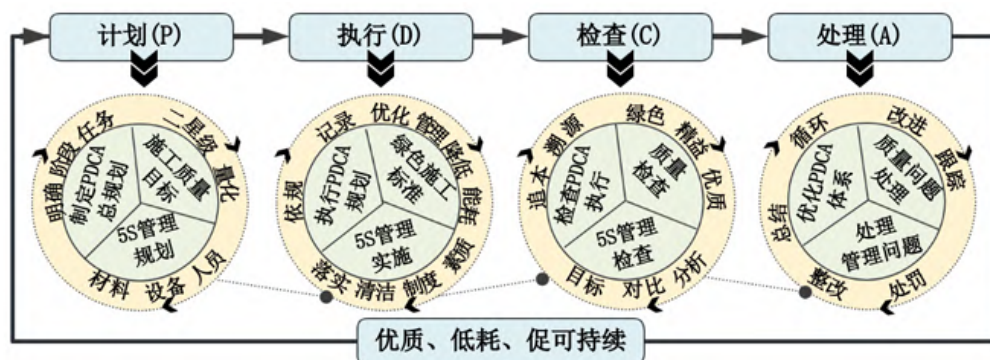 计划(P)
执行(D)
检查(C)
处理(A)
明确 阶段 任务
二星级 量化
制定PDCA
总规划
施工质量
目标
5S管理
规划
材料 设备 人员
依规 记录 优化 管理
降低 能耗 素质
执行PDCA
规划
绿色施工
标准
5S管理
实施
落实 清洁 制度
追本 溯源 绿色 精益 优质
检查PDCA
执行
质量
检查
5S管理
检查
目标 对比 分析
总结 循环 改进 跟踪
优化PDCA
体系
质量问题
处理
处理
管理问题
整改 处罚
优质、低耗、促可持续